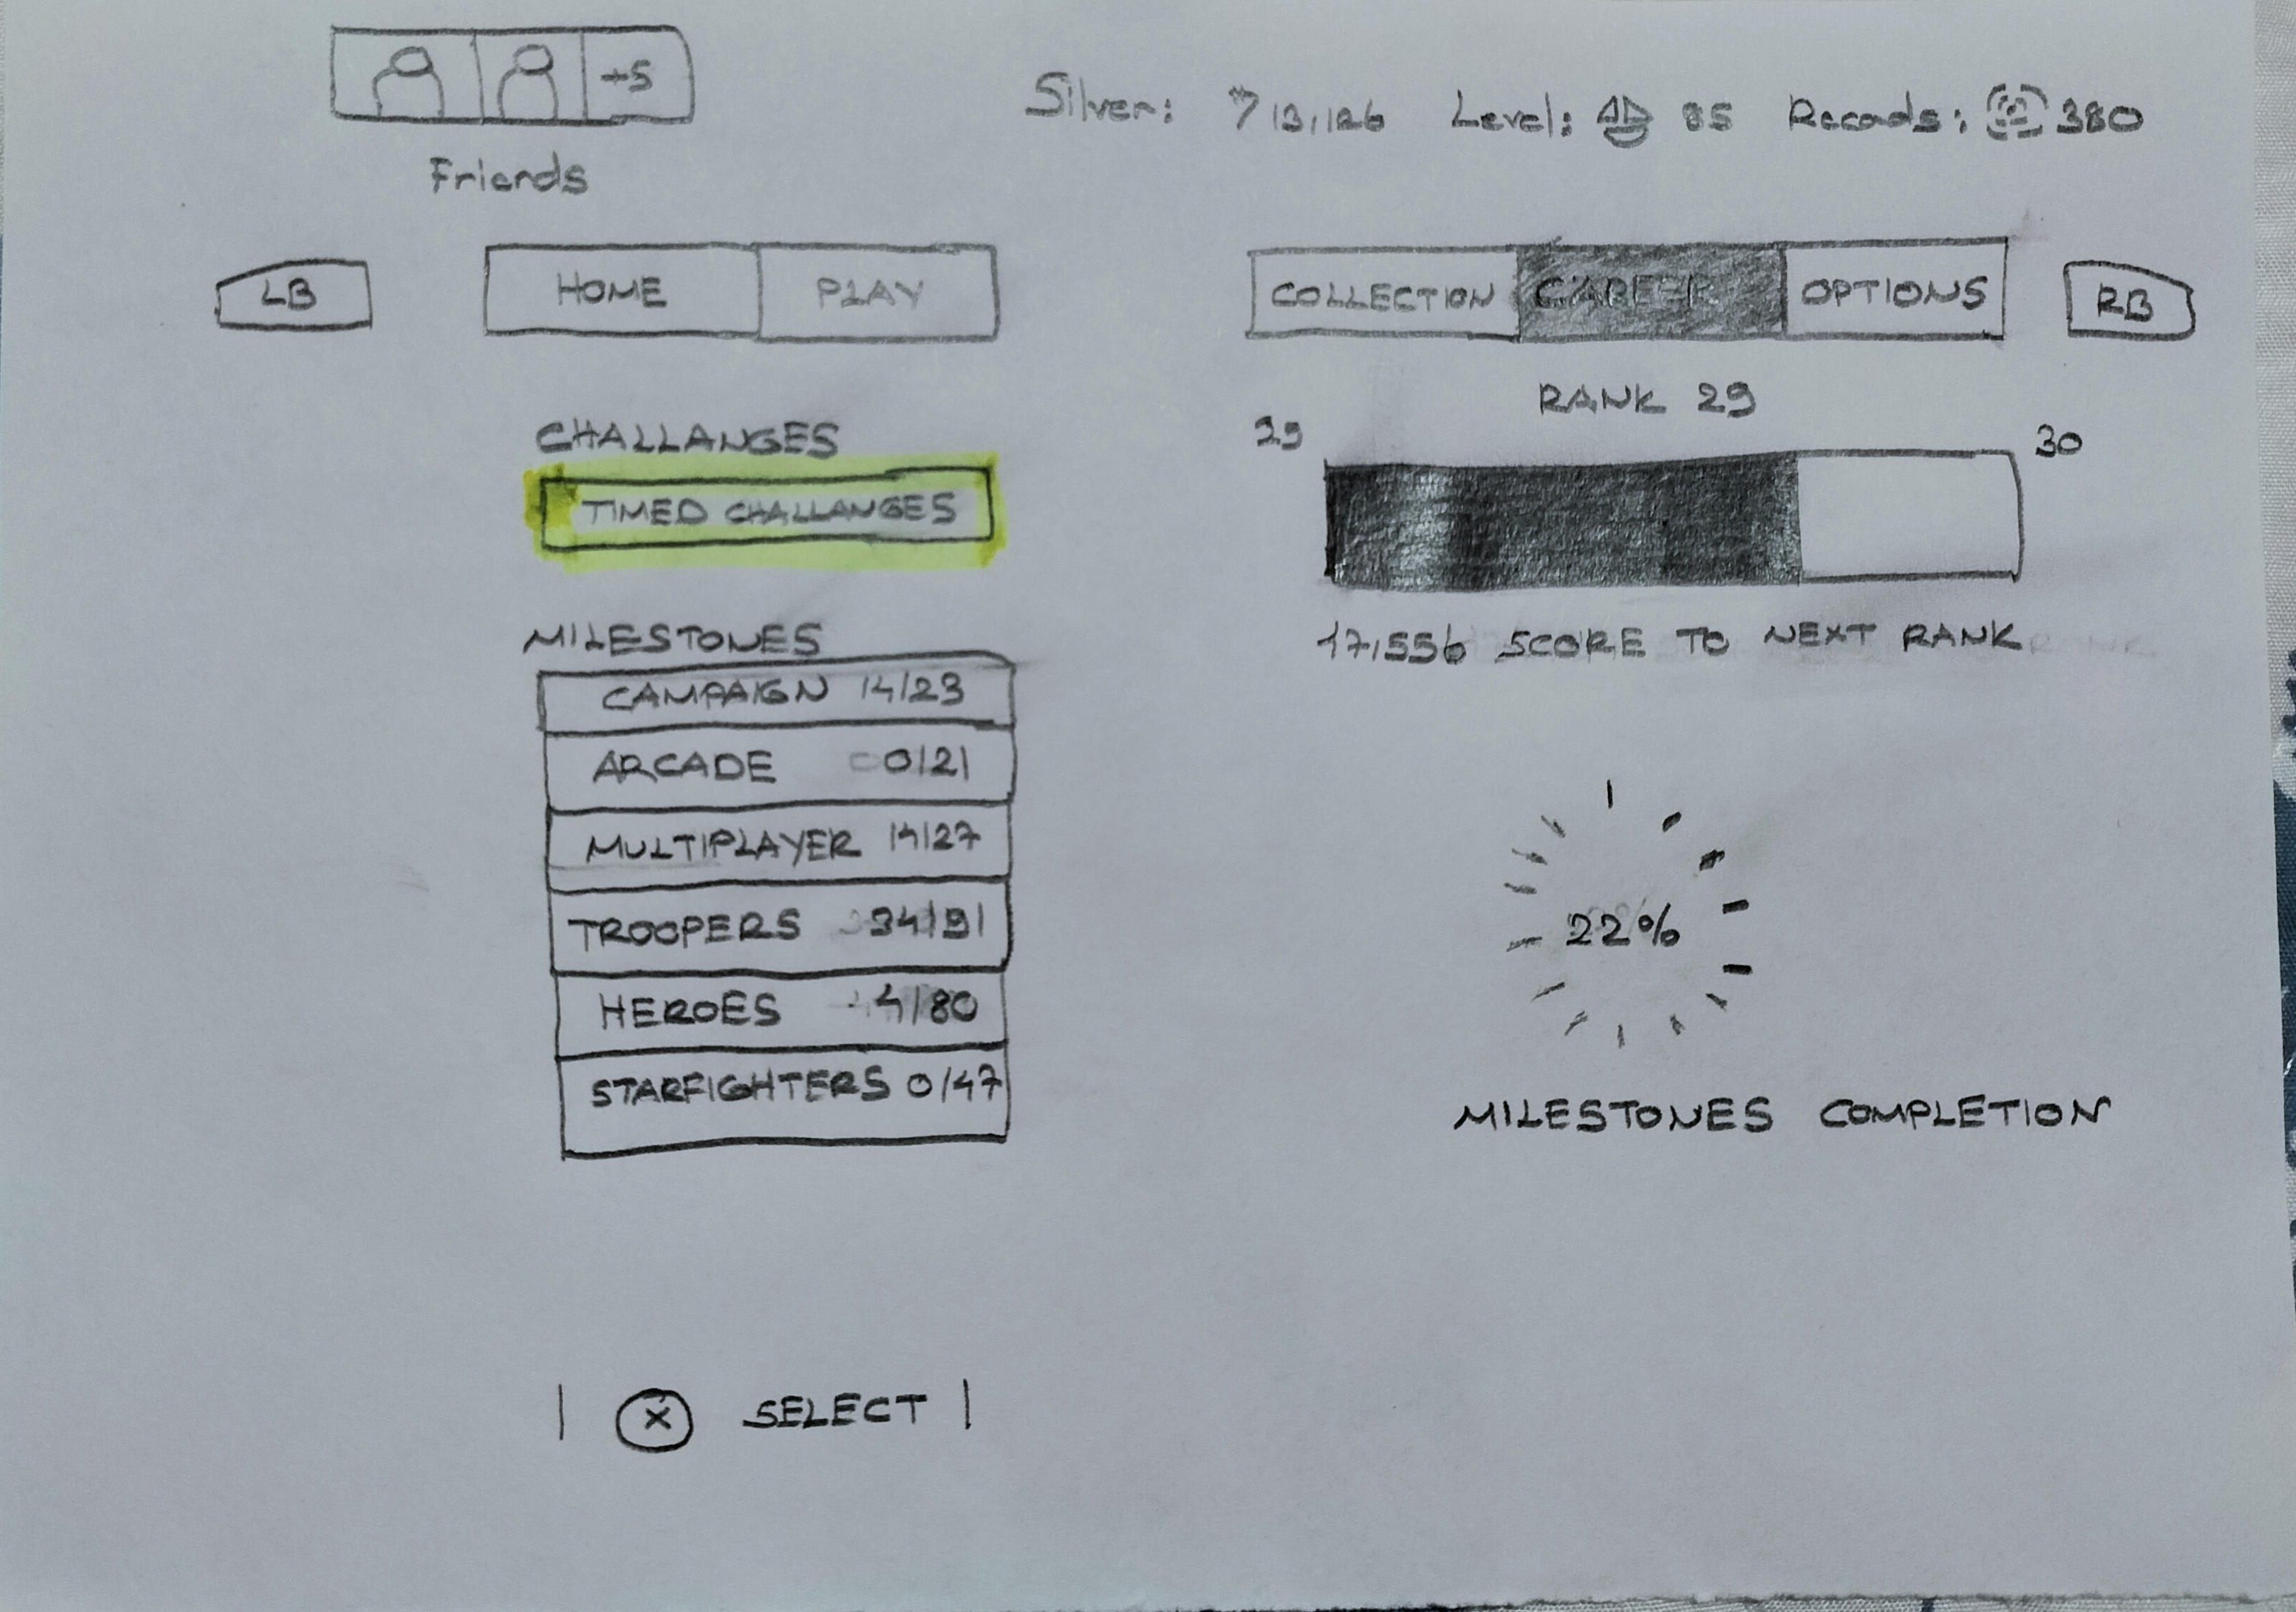 +5
Friends
Silver: 713,126 Level: 85 Records: 380
LB HOME PLAY COLLECTION CAREER OPTIONS RB
RANK 29
29 30
17,556 SCORE TO NEXT RANK
CHALLANGES
TIMED CHALLANGES
MILESTONES
CAMPAIGN 14/23
ARCADE 0/21
MULTIPLAYER 14/27
TROOPERS 34/91
HEROES 4/80
STARFIGHTERS 0/47
22%
MILESTONES COMPLETION
| X SELECT |